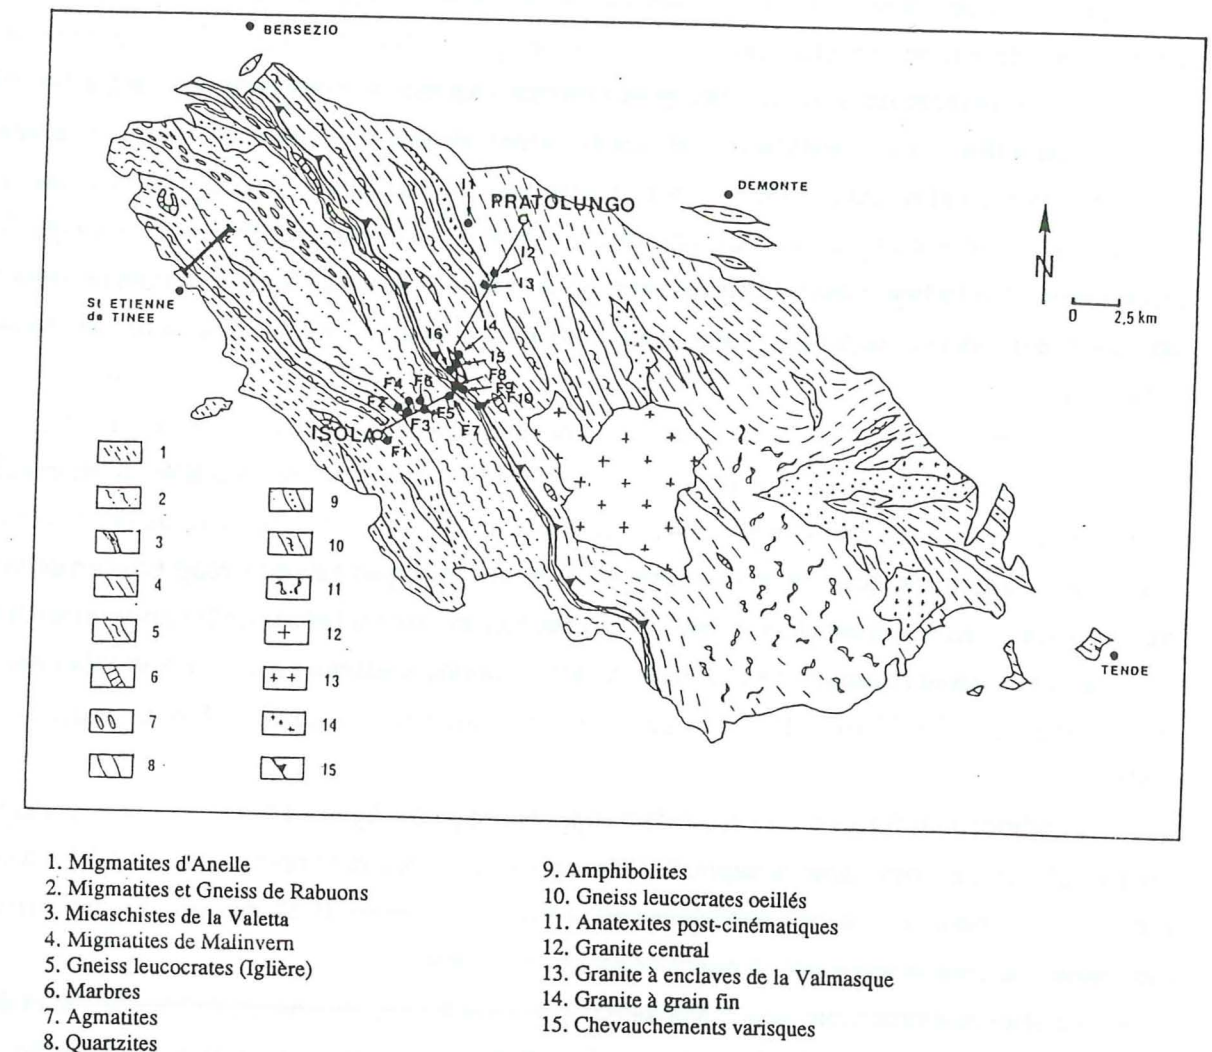 BERSEZIO
DEMONTE
I1
PRATOLUNGO
N
0 2,5 km
I2
I3
St ETIENNE
de TINEE
I4
I6
I5
F8
F4 F6
F9
F10
F2
F5
F3
F7
ISOLA
F1
TENDE
1
2
3
4
5
6
7
8
9
10
11
12
13
14
15
1. Migmatites d'Anelle
2. Migmatites et Gneiss de Rabuons
3. Micaschistes de la Valetta
4. Migmatites de Malinvern
5. Gneiss leucocrates (Iglière)
6. Marbres
7. Agmatites
8. Quartzites
9. Amphibolites
10. Gneiss leucocrates oeillés
11. Anatexites post-cinématiques
12. Granite central
13. Granite à enclaves de la Valmasque
14. Granite à grain fin
15. Chevauchements varisques